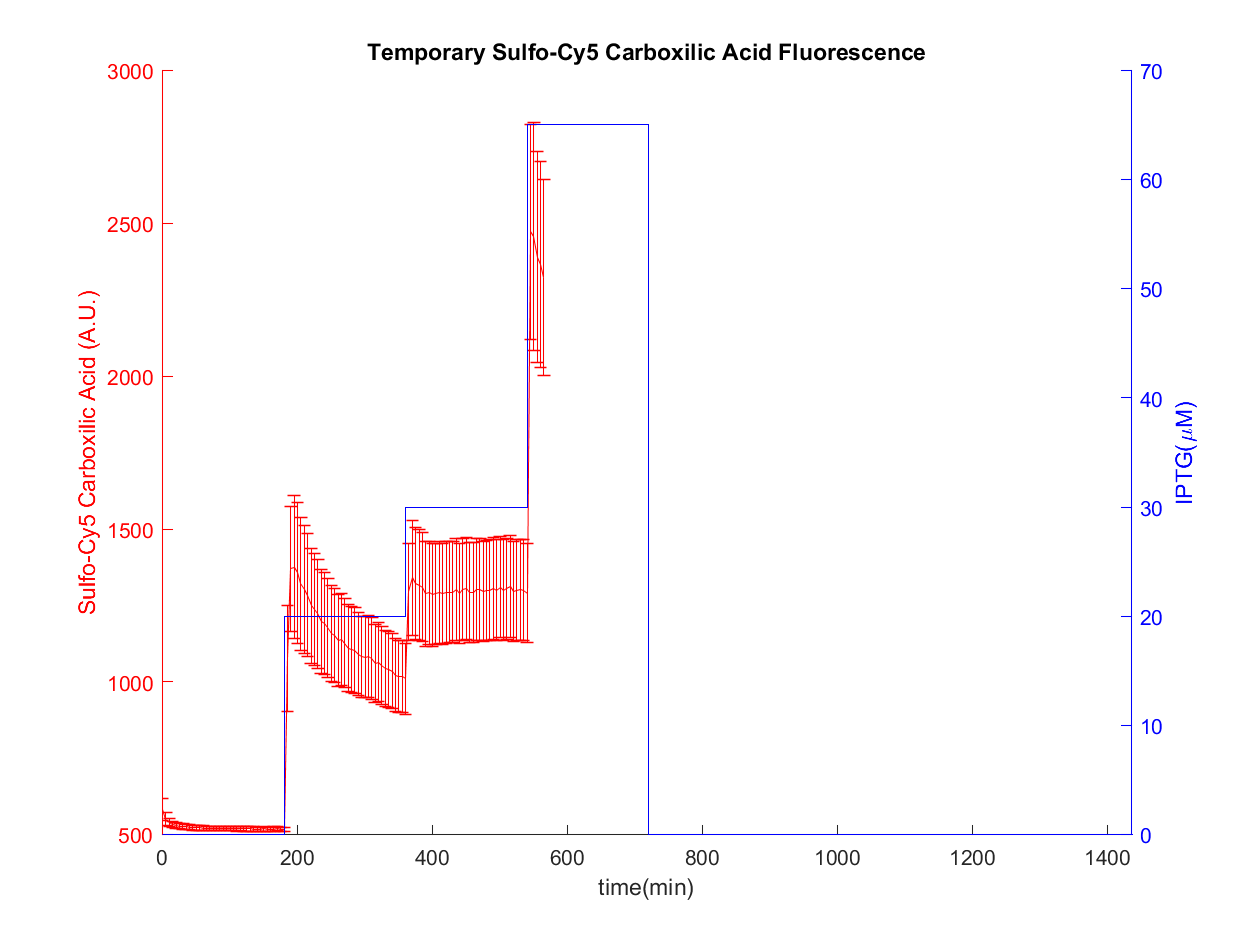 Temporary Sulfo-Cy5 Carboxilic Acid Fluorescence
3000
2500
2000
1500
1000
500
Sulfo-Cy5 Carboxilic Acid (A.U.)
70
60
50
40
30
20
10
0
IPTG(μM)
0 200 400 600 800 1000 1200 1400
time(min)